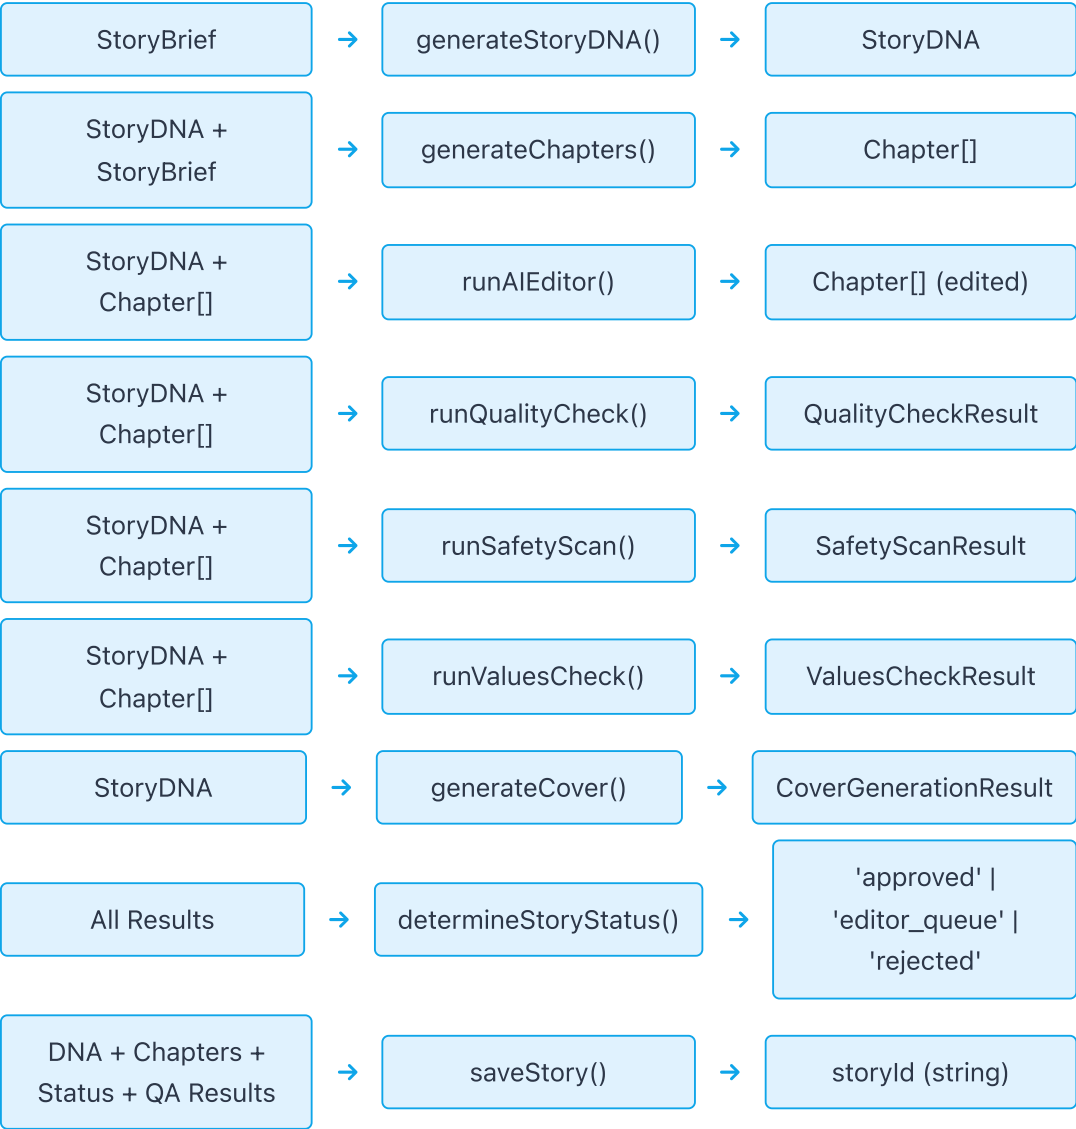 StoryBrief → generateStoryDNA() → StoryDNA
StoryDNA +
StoryBrief → generateChapters() → Chapter[]
StoryDNA +
Chapter[] → runAIEditor() → Chapter[] (edited)
StoryDNA +
Chapter[] → runQualityCheck() → QualityCheckResult
StoryDNA +
Chapter[] → runSafetyScan() → SafetyScanResult
StoryDNA +
Chapter[] → runValuesCheck() → ValuesCheckResult
StoryDNA → generateCover() → CoverGenerationResult
All Results → determineStoryStatus() → 'approved' |
'editor_queue' |
'rejected'
DNA + Chapters +
Status + QA Results → saveStory() → storyId (string)